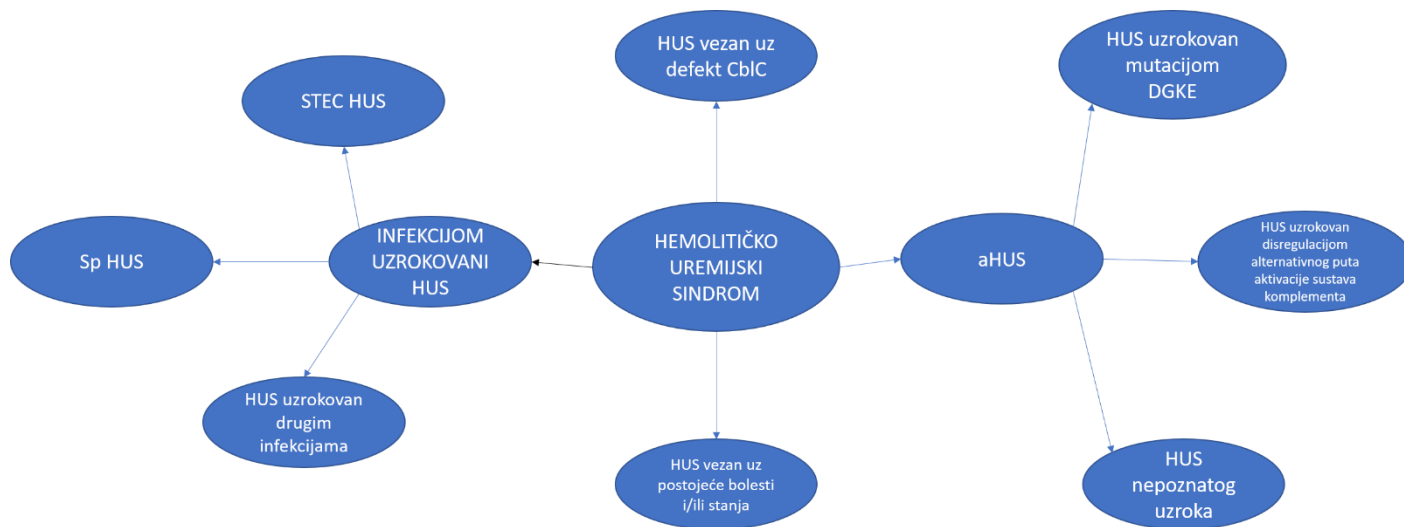 HUS vezan uz
defekt CblC
HUS uzrokovan
mutacijom
DGKE
STEC HUS
Sp HUS
INFEKCIJOM
UZROKOVANI
HUS
HEMOLITIČKO
UREMIJSKI
SINDROM
aHUS
HUS uzrokovan
disregulacijom
alternativnog puta
aktivacije sustava
komplementa
HUS uzrokovan
drugim
infekcijama
HUS vezan uz
postojeće bolesti
i/ili stanja
HUS
nepoznatog
uzroka